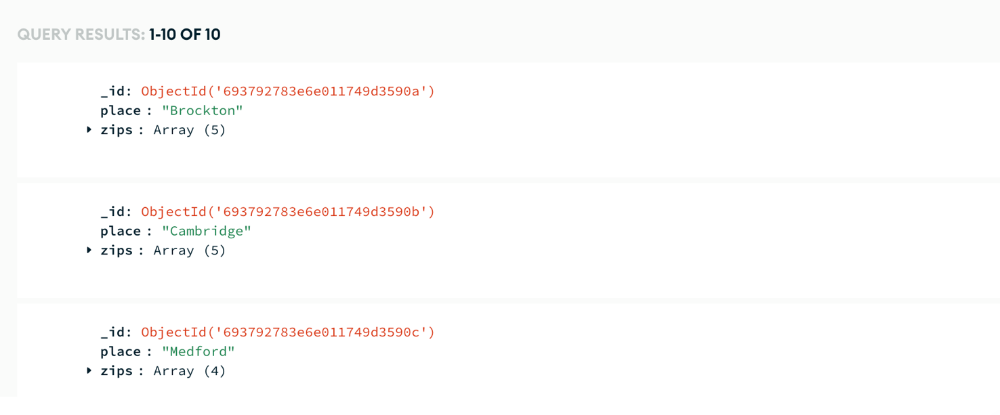 QUERY RESULTS: 1-10 OF 10
_id: ObjectId('693792783e6e011749d3590a')
place : "Brockton"
zips : Array (5)
_id: ObjectId('693792783e6e011749d3590b')
place : "Cambridge"
zips : Array (5)
_id: ObjectId('693792783e6e011749d3590c')
place : "Medford"
zips : Array (4)